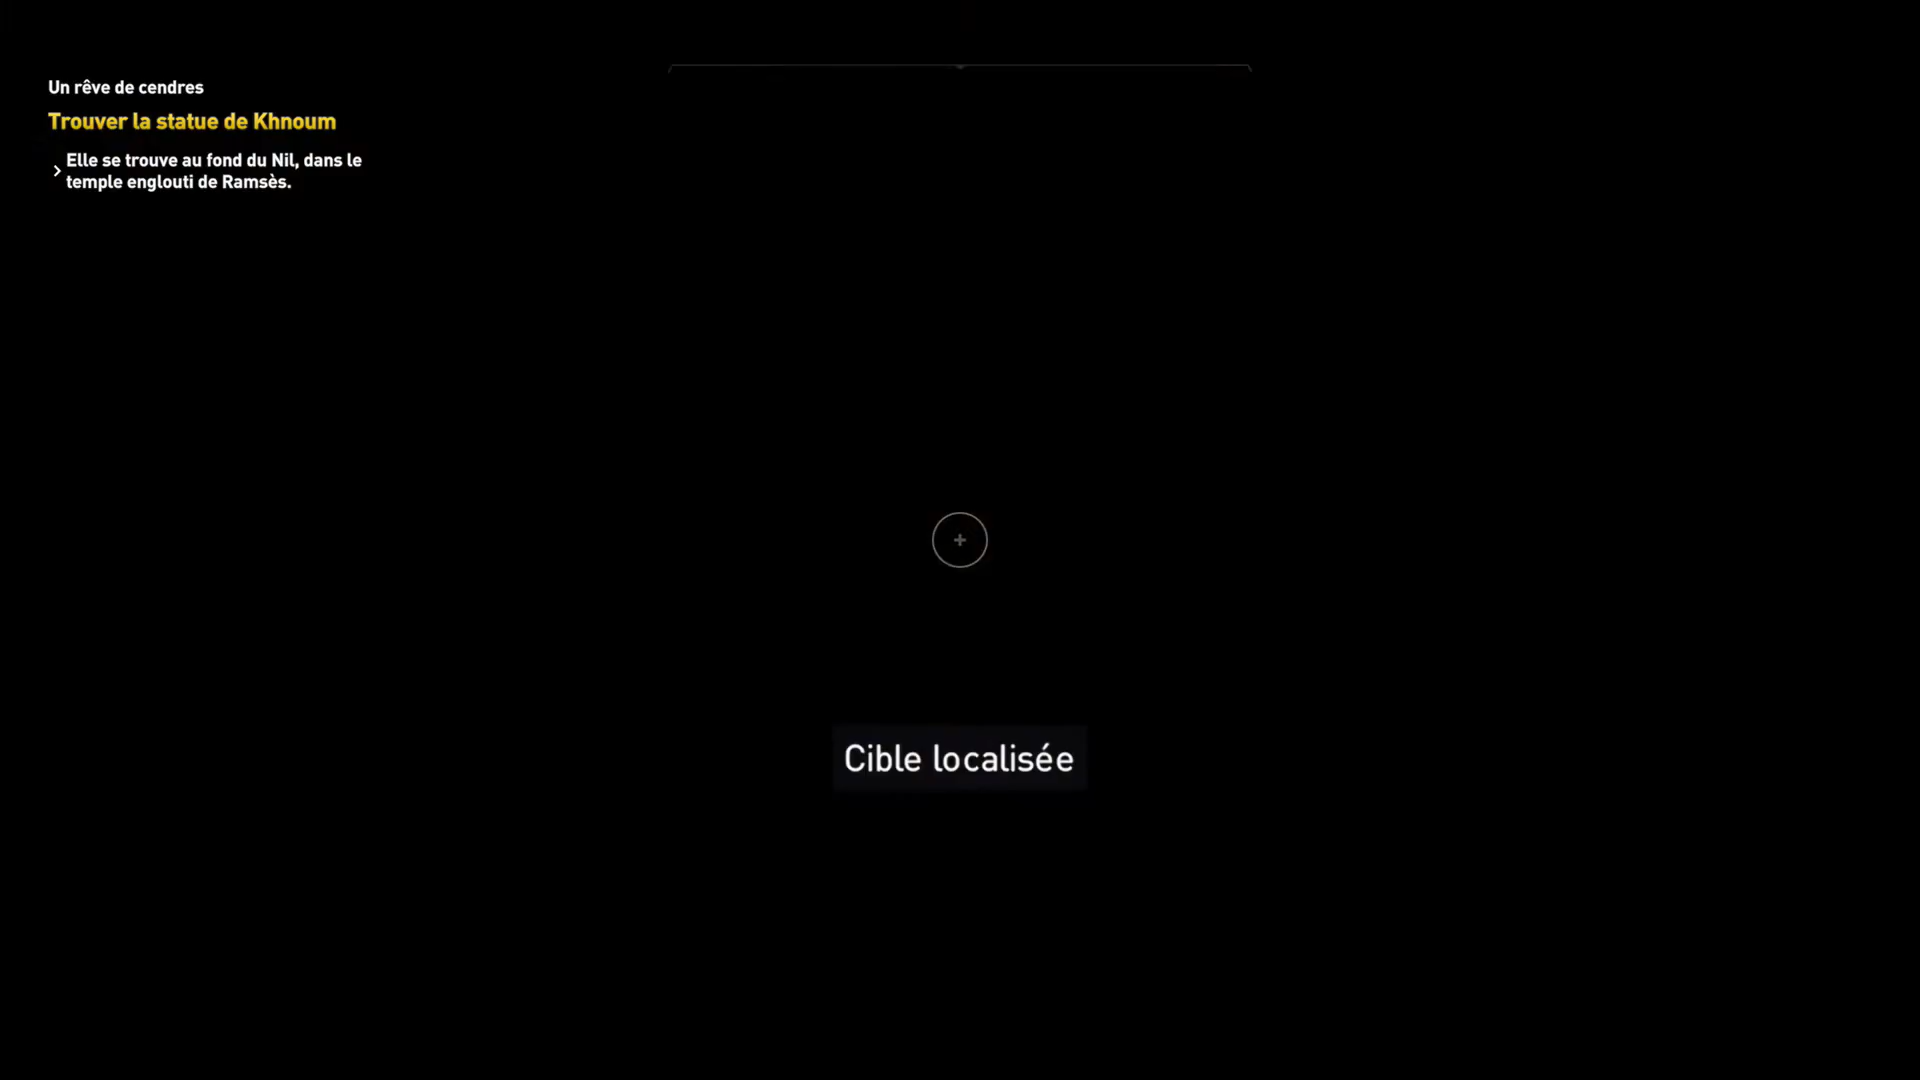 Un rêve de cendres
Trouver la statue de Khnoum
Elle se trouve au fond du Nil, dans le
temple englouti de Ramsès.
Cible localisée